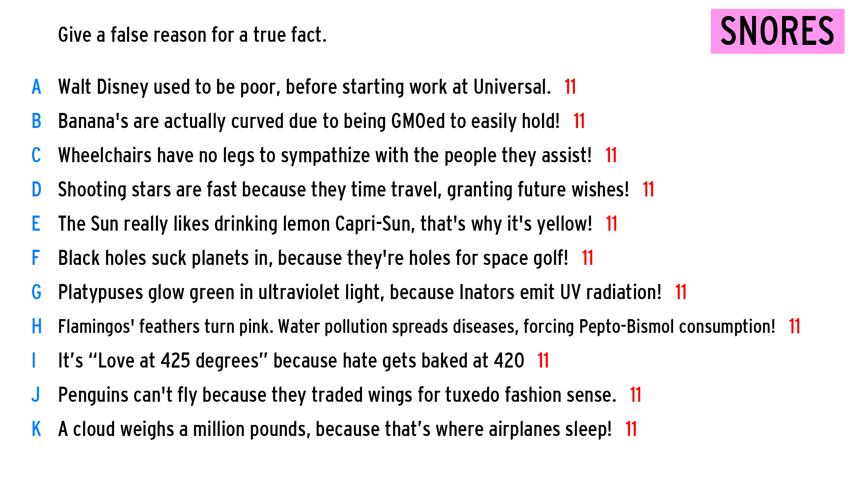 Give a false reason for a true fact.
SNORES
A Walt Disney used to be poor, before starting work at Universal. 11
B Banana's are actually curved due to being GMOed to easily hold! 11
C Wheelchairs have no legs to sympathize with the people they assist! 11
D Shooting stars are fast because they time travel, granting future wishes! 11
E The Sun really likes drinking lemon Capri-Sun, that's why it's yellow! 11
F Black holes suck planets in, because they're holes for space golf! 11
G Platypuses glow green in ultraviolet light, because Inators emit UV radiation! 11
H Flamingos' feathers turn pink. Water pollution spreads diseases, forcing Pepto-Bismol consumption! 11
I It’s “Love at 425 degrees” because hate gets baked at 420 11
J Penguins can't fly because they traded wings for tuxedo fashion sense. 11
K A cloud weighs a million pounds, because that’s where airplanes sleep! 11